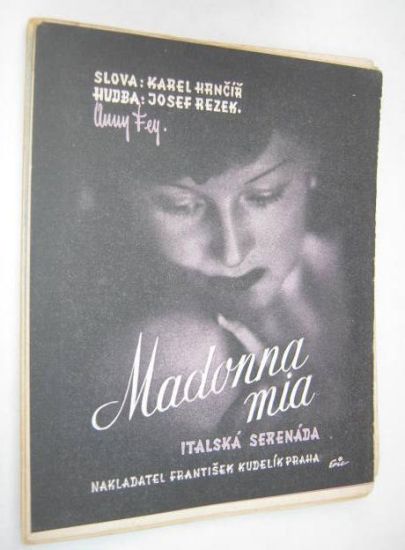 SLOVA: KAREL HRNČÍŘ
HUDBA: JOSEF REZEK.
Anny Fey.
Madonna
mia
ITALSKÁ SERENÁDA
NAKLADATEL FRANTIŠEK KUDELÍK PRAHA